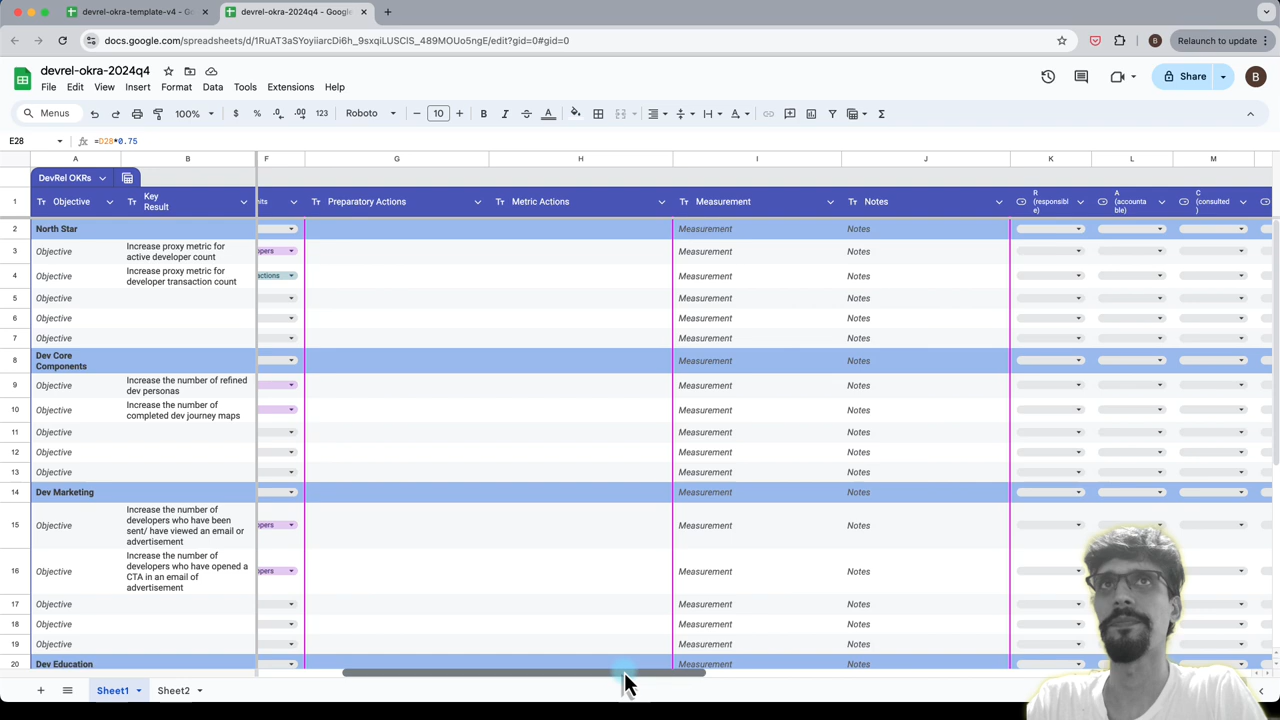 devrel-okra-template-v4 - Go
devrel-okra-2024q4 - Google
docs.google.com/spreadsheets/d/1RuAT3aSYoyiiarcDi6h_9sxqiLUSCIS_489MOUo5ngE/edit?gid=0#gid=0
B
Relaunch to update
devrel-okra-2024q4
File Edit View Insert Format Data Tools Extensions Help
Share
B
Menus
100%
$ % .0 .00 123
Roboto
10
B I A
E28
fx =D28*0.75
A B F G H I J K L M
DevRel OKRs
1 Objective
Key
Result
Preparatory Actions
Metric Actions
Measurement
Notes
R
(responsibl
e)
A
(accounta
ble)
C
(consulted
)
2 North Star Measurement Notes
3 Objective
Increase proxy metric for
active developer count
opers Measurement Notes
4 Objective
Increase proxy metric for
developer transaction count
actions Measurement Notes
5 Objective Measurement Notes
6 Objective Measurement Notes
7 Objective Measurement Notes
8 Dev Core
Components
Measurement Notes
9 Objective
Increase the number of refined
dev personas
Measurement Notes
10 Objective
Increase the number of
completed dev journey maps
Measurement Notes
11 Objective Measurement Notes
12 Objective Measurement Notes
13 Objective Measurement Notes
14 Dev Marketing Measurement Notes
15 Objective
Increase the number of
developers who have been
sent/ have viewed an email or
advertisement
opers Measurement Notes
16 Objective
Increase the number of
developers who have opened a
CTA in an email of
advertisement
opers Measurement Notes
17 Objective Measurement Notes
18 Objective Measurement Notes
19 Objective Measurement Notes
20 Dev Education Measurement Notes
Sheet1
Sheet2